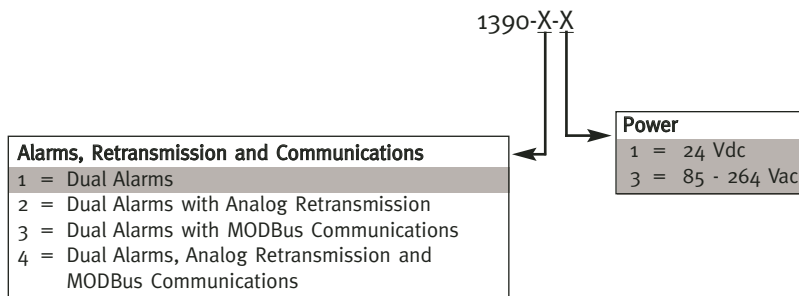 1390-X-X
Alarms, Retransmission and Communications
1 = Dual Alarms
2 = Dual Alarms with Analog Retransmission
3 = Dual Alarms with MODBus Communications
4 = Dual Alarms, Analog Retransmission and
MODBus Communications
Power
1 = 24 Vdc
3 = 85 - 264 Vac